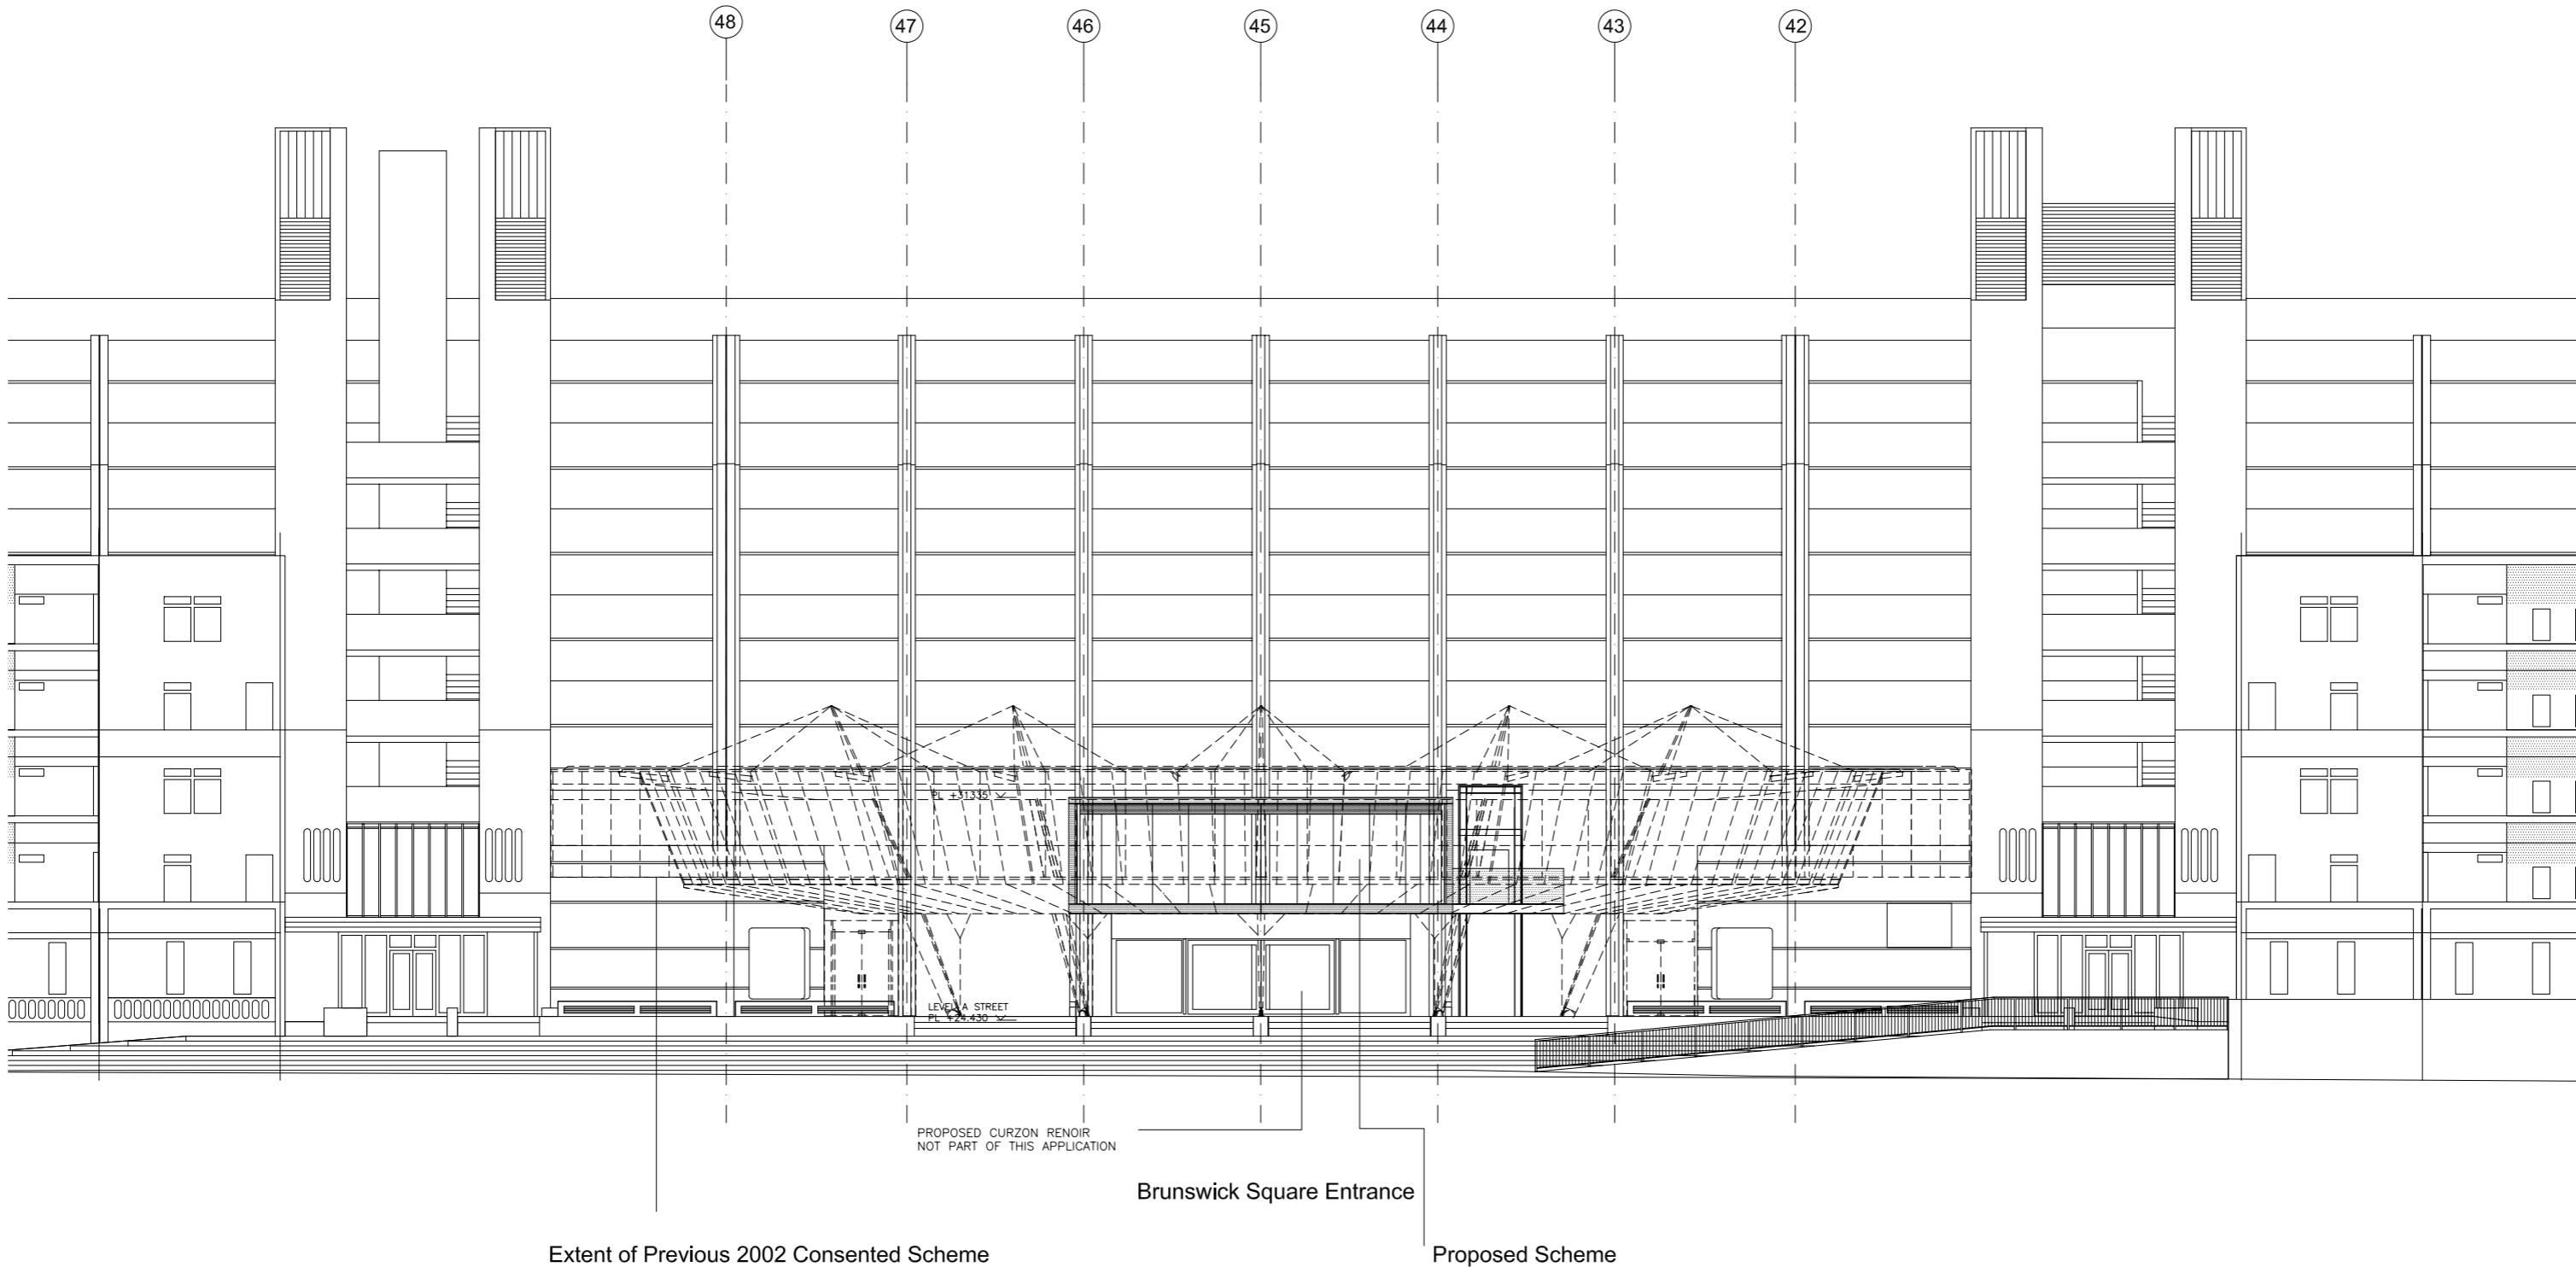 48
47
46
45
44
43
42
PL +31335
LEVEL A STREET
PL +24.430
PROPOSED CURZON RENOIR
NOT PART OF THIS APPLICATION
Brunswick Square Entrance
Extent of Previous 2002 Consented Scheme
Proposed Scheme